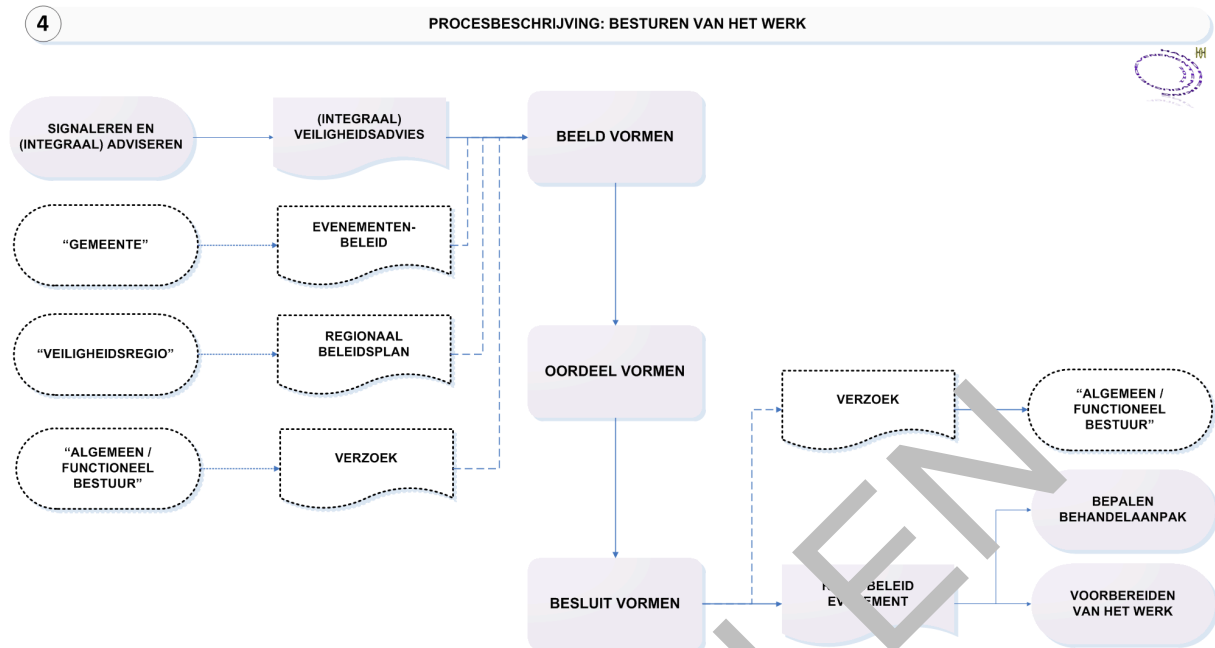 4
PROCESBESCHRIJVING: BESTUREN VAN HET WERK
SIGNALEREN EN
(INTEGRAAL) ADVISEREN
(INTEGRAAL)
VEILIGHEIDSADVIES
BEELD VORMEN
“GEMEENTE”
EVENEMENTEN-
BELEID
“VEILIGHEIDSREGIO”
REGIONAAL
BELEIDSPLAN
OORDEEL VORMEN
“ALGEMEEN /
FUNCTIONEEL
BESTUUR”
VERZOEK
VERZOEK
“ALGEMEEN /
FUNCTIONEEL
BESTUUR”
BEPALEN
BEHANDELAANPAK
BESLUIT VORMEN
BELEID
VOORBEREIDEN
VAN HET WERK